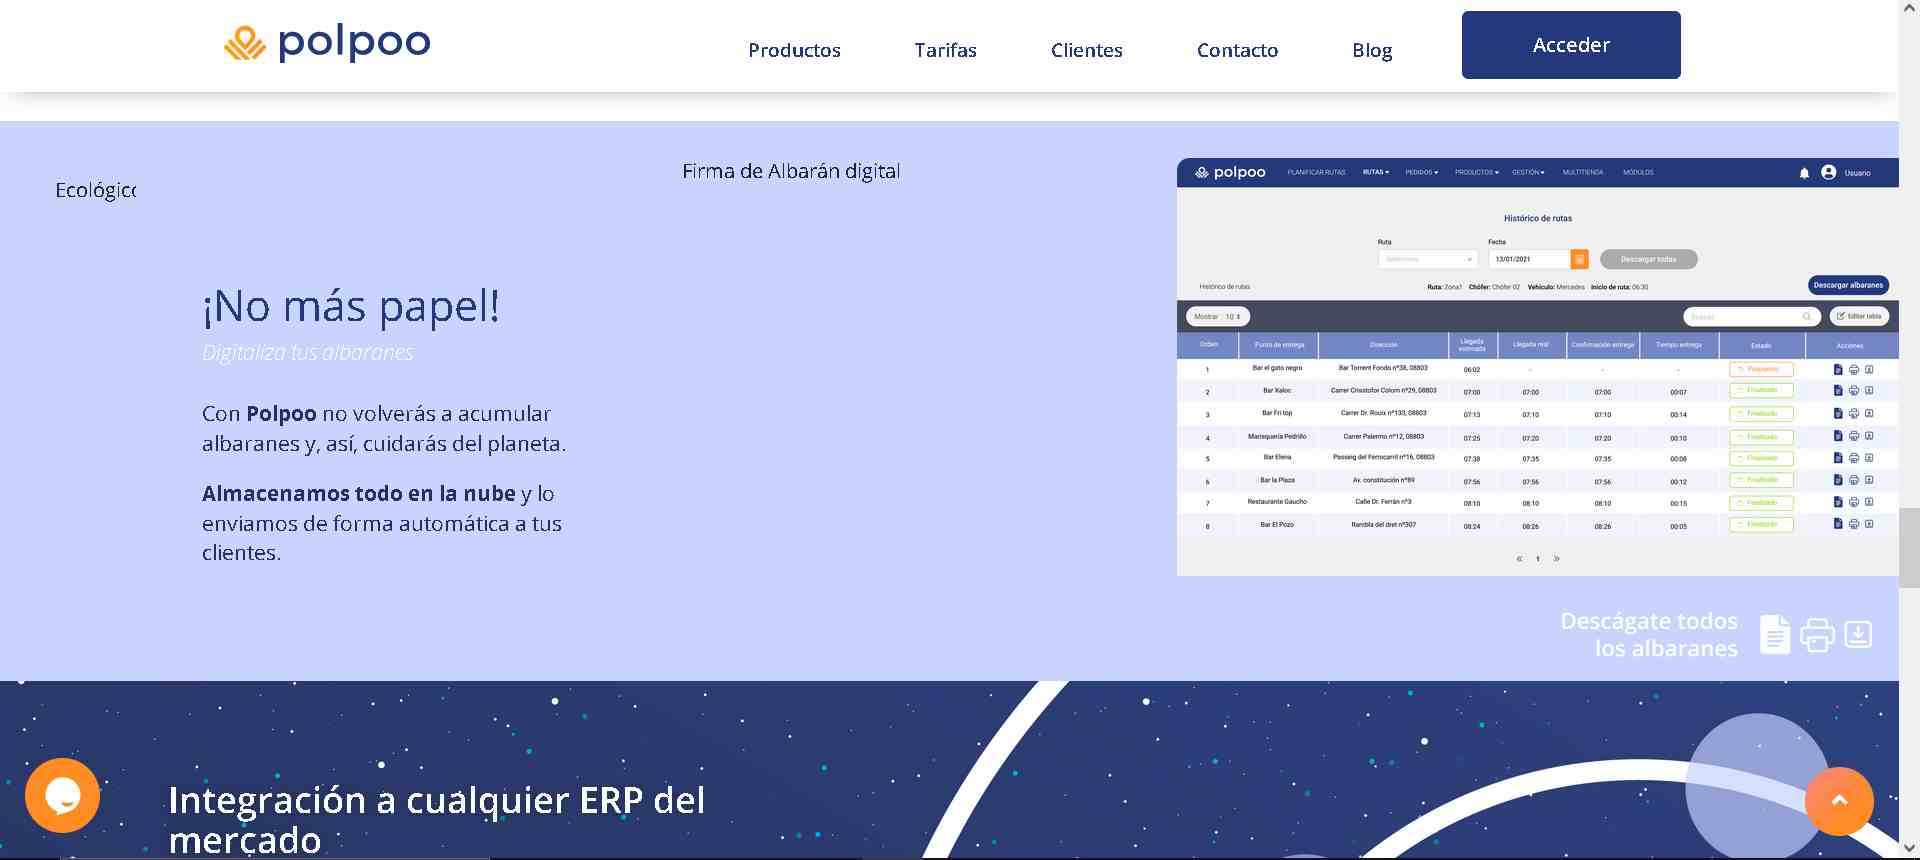 polpoo
Productos
Tarifas
Clientes
Contacto
Blog
Acceder
Ecológico
Firma de Albarán digital
¡No más papel!
Digitaliza tus albaranes
Con Polpoo no volverás a acumular
albaranes y, así, cuidarás del planeta.
Almacenamos todo en la nube y lo
enviamos de forma automática a tus
clientes.
polpoo PLANIFICAR RUTAS RUTAS PEDIDOS PRODUCTOS GESTIÓN MULTITIENDA MÓDULOS Usuario
Histórico de rutas
Ruta Fecha
Selecciona 13/01/2021 Descargar todas
Histórico de rutas Ruta: Zona1 Chófer: Chófer 02 Vehículo: Mercedes Inicio de ruta: 06:30 Descargar albaranes
Mostrar 10 Buscar Editar tabla
Orden Punto de entrega Dirección Llegada estimada Llegada real Confirmación entrega Tiempo entrega Estado Acciones
1 Bar el gato negro Bar Torrent Fondo nº38, 08803 06:02 - - - Pospuesto
2 Bar Xaloc Carrer Crisstofor Colom nº29, 08803 07:00 07:00 07:00 00:07 Finalizado
3 Bar Fri top Carrer Dr. Roux nº133, 08803 07:13 07:10 07:10 00:14 Finalizado
4 Marisquería Pedrillo Carrer Palermo nº12, 08803 07:25 07:20 07:20 00:10 Finalizado
5 Bar Elena Passeig del Ferrocarril nº16, 08803 07:38 07:35 07:35 00:08 Finalizado
6 Bar la Plaza Av. constitución nº89 07:56 07:56 07:56 00:12 Finalizado
7 Restaurante Gaucho Calle Dr. Ferrán nº3 08:10 08:10 08:10 00:15 Finalizado
8 Bar El Pozo Rambla del dret nº307 08:24 08:26 08:26 00:05 Finalizado
« 1 »
Descágate todos
los albaranes
Integración a cualquier ERP del
mercado